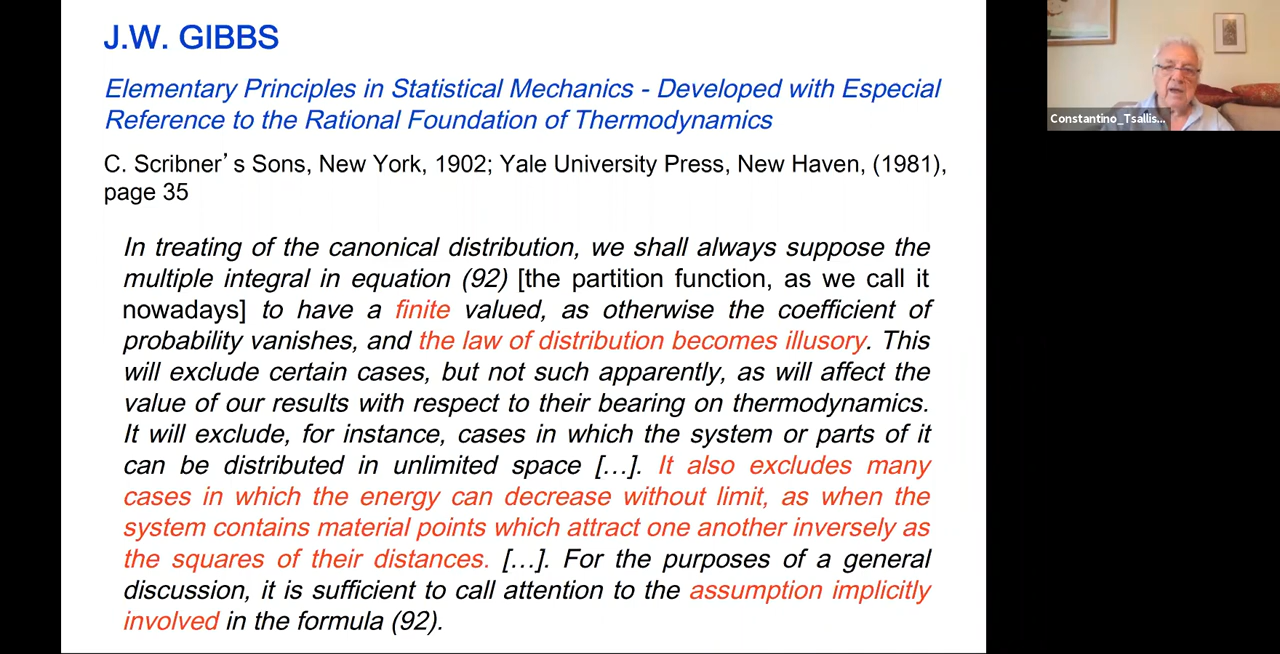 J.W. GIBBS
Elementary Principles in Statistical Mechanics - Developed with Especial
Reference to the Rational Foundation of Thermodynamics
C. Scribner’s Sons, New York, 1902; Yale University Press, New Haven, (1981),
page 35
In treating of the canonical distribution, we shall always suppose the
multiple integral in equation (92) [the partition function, as we call it
nowadays] to have a finite valued, as otherwise the coefficient of
probability vanishes, and the law of distribution becomes illusory. This
will exclude certain cases, but not such apparently, as will affect the
value of our results with respect to their bearing on thermodynamics.
It will exclude, for instance, cases in which the system or parts of it
can be distributed in unlimited space […]. It also excludes many
cases in which the energy can decrease without limit, as when the
system contains material points which attract one another inversely as
the squares of their distances. […]. For the purposes of a general
discussion, it is sufficient to call attention to the assumption implicitly
involved in the formula (92).
Constantino_Tsallis...